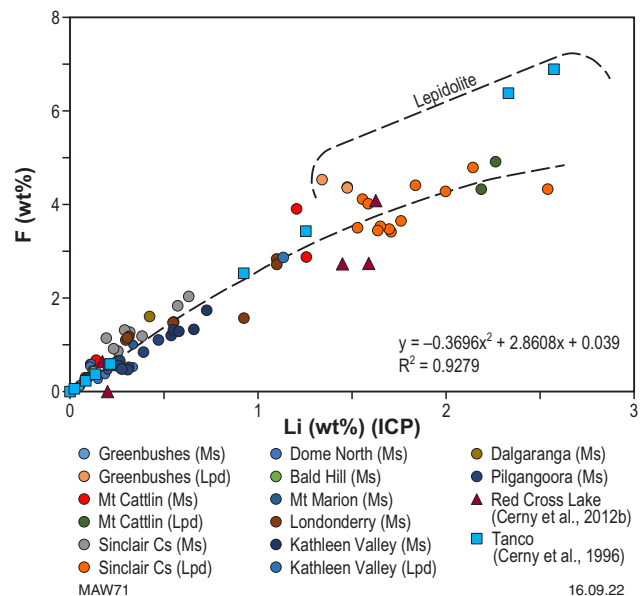 8
6
4
2
0
F (wt%)
Lepidolite
y = –0.3696x² + 2.8608x + 0.039
R² = 0.9279
0
1
2
3
Li (wt%) (ICP)
Greenbushes (Ms)
Greenbushes (Lpd)
Mt Cattlin (Ms)
Mt Cattlin (Lpd)
Sinclair Cs (Ms)
Sinclair Cs (Lpd)
Dome North (Ms)
Bald Hill (Ms)
Mt Marion (Ms)
Londonderry (Ms)
Kathleen Valley (Ms)
Kathleen Valley (Lpd)
Dalgaranga (Ms)
Pilgangoora (Ms)
Red Cross Lake
(Cerny et al., 2012b)
Tanco
(Cerny et al., 1996)
MAW71
16.09.22